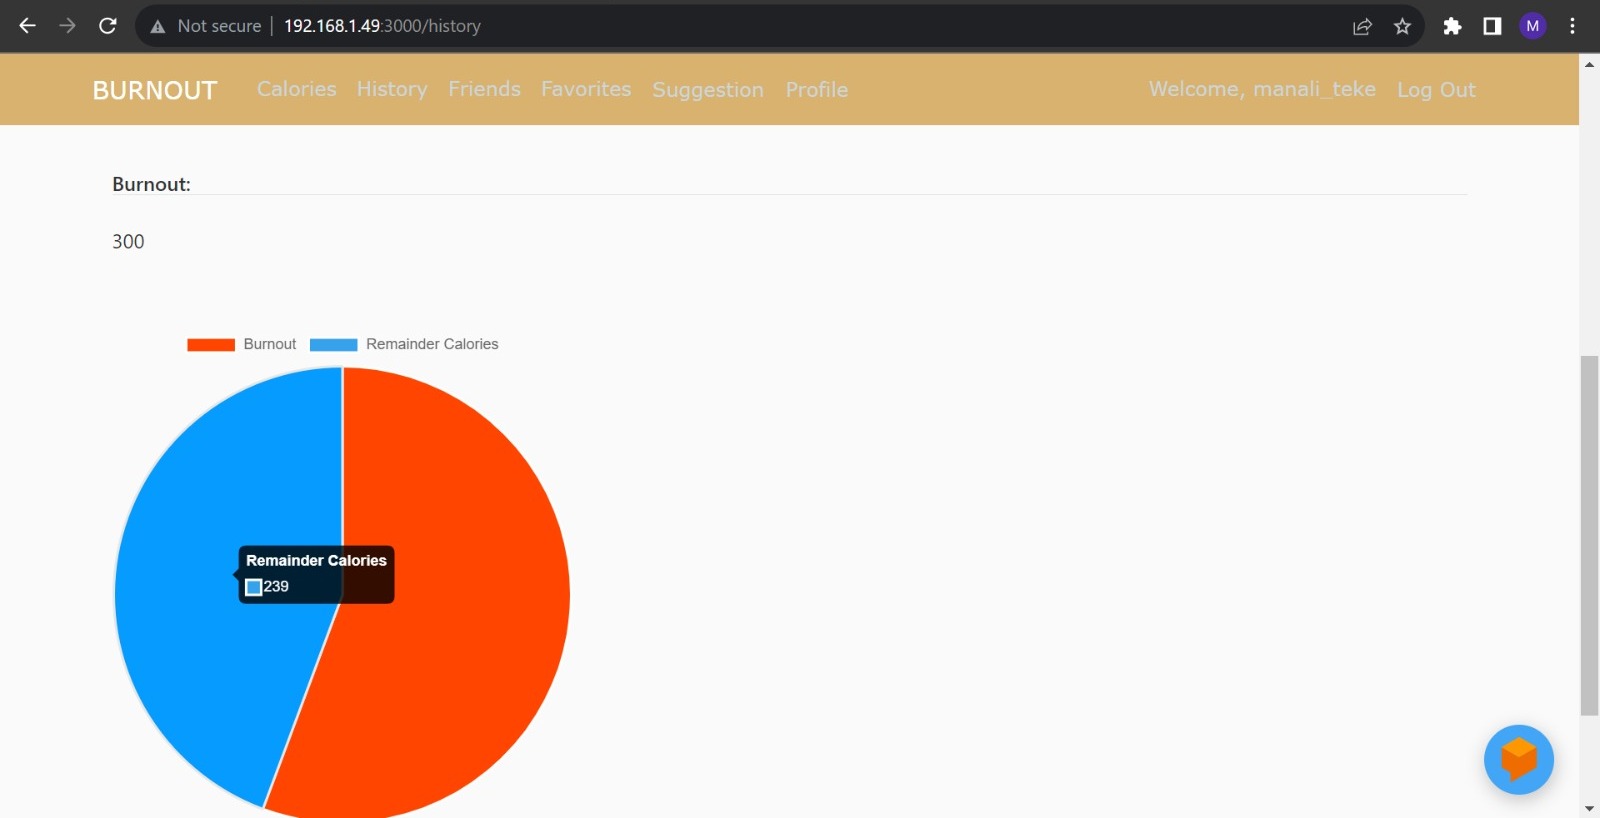 Not secure | 192.168.1.49:3000/history
M
BURNOUT Calories History Friends Favorites Suggestion Profile Welcome, manali_teke Log Out
Burnout:
300
Burnout Remainder Calories
Remainder Calories
239